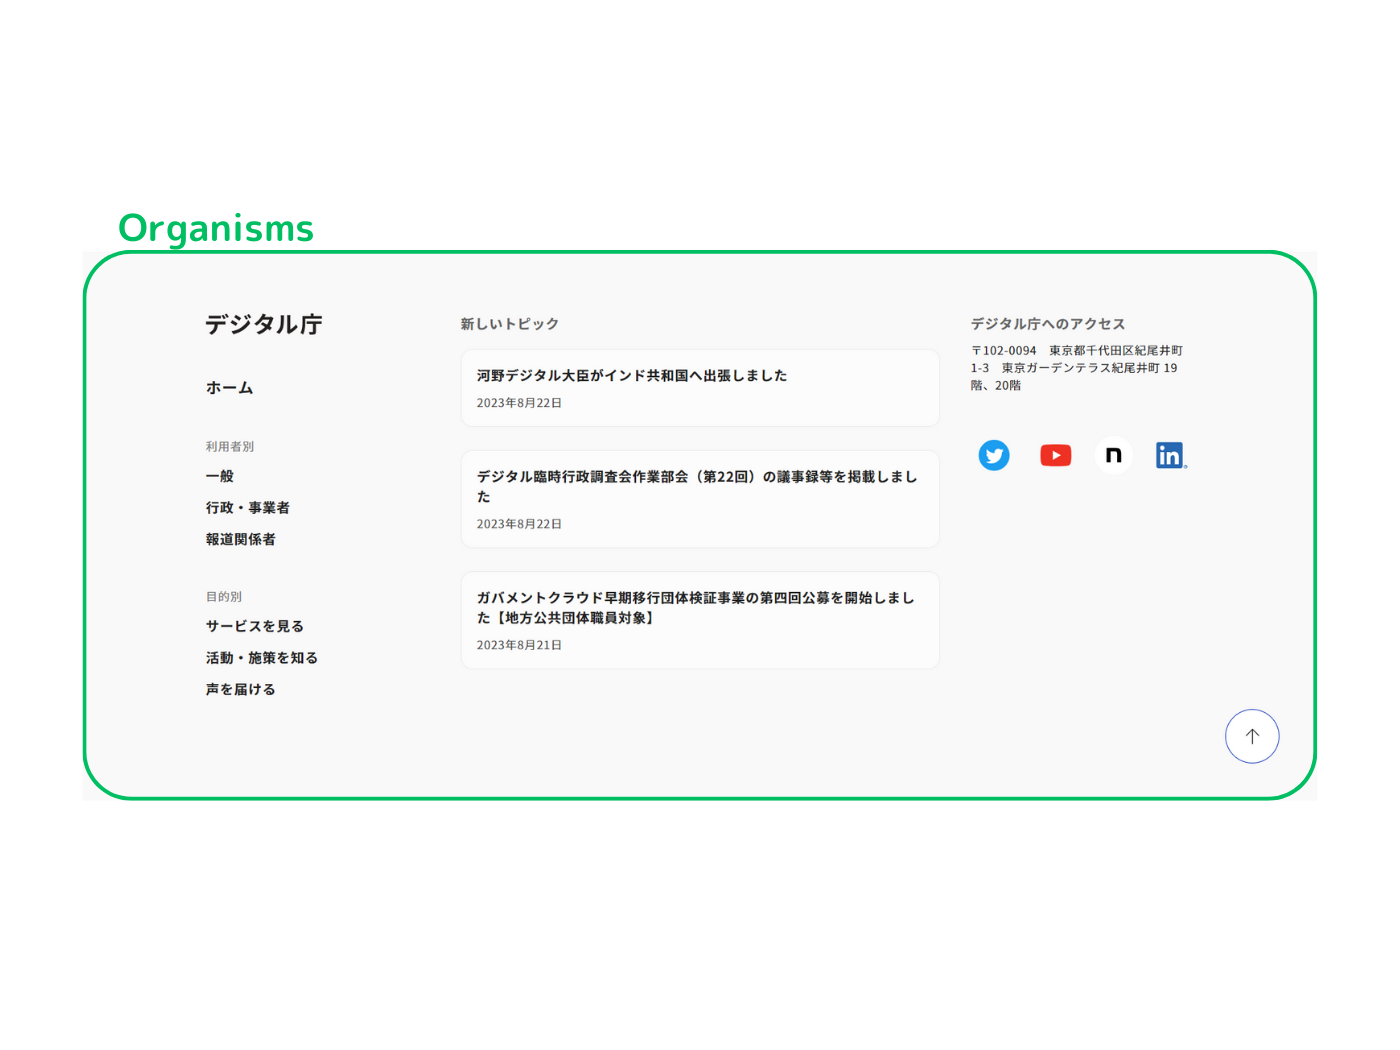 Organisms
デジタル庁
ホーム
利用者別
一般
行政・事業者
報道関係者
目的別
サービスを見る
活動・施策を知る
声を届ける
新しいトピック
河野デジタル大臣がインド共和国へ出張しました
2023年8月22日
デジタル臨時行政調査会作業部会（第22回）の議事録等を掲載しまし
た
2023年8月22日
ガバメントクラウド早期移行団体検証事業の第四回公募を開始しまし
た【地方公共団体職員対象】
2023年8月21日
デジタル庁へのアクセス
〒102-0094　東京都千代田区紀尾井町
1-3　東京ガーデンテラス紀尾井町 19
階、20階
in